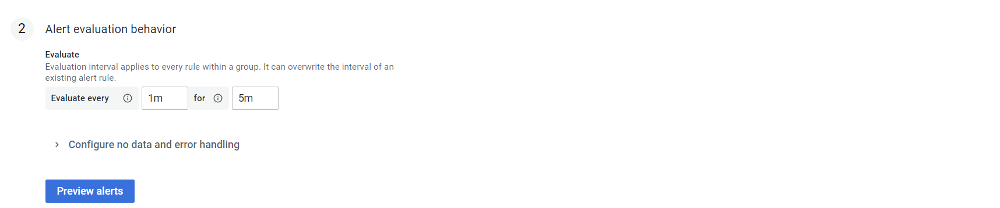 2
Alert evaluation behavior
Evaluate
Evaluation interval applies to every rule within a group. It can overwrite the interval of an
existing alert rule.
Evaluate every 1m for 5m
Configure no data and error handling
Preview alerts